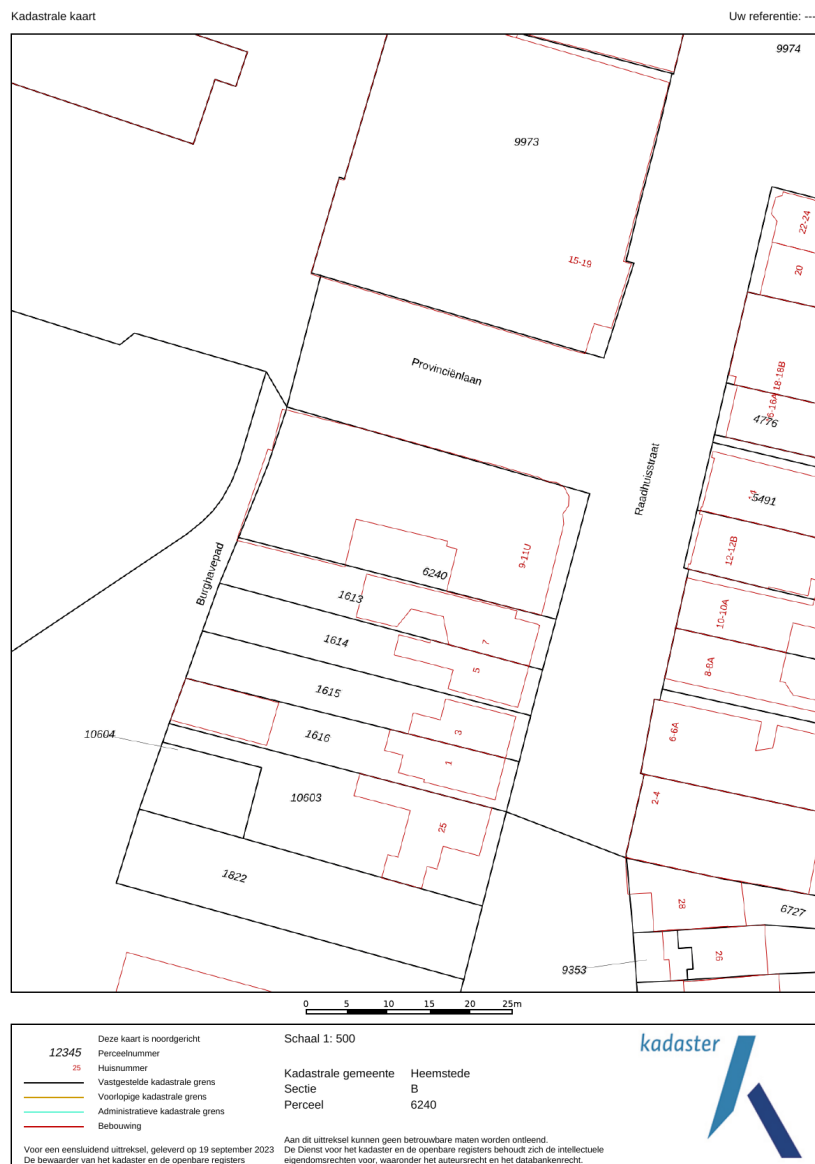 Kadastrale kaart
Uw referentie: ---
9974
9973
22-24
15-19
20
Provinciënlaan
18-18B
4776
Raadhuisstraat
5491
12-12B
9-11U
Burghavepad
6240
1613
10-10A
7
1614
5
8-8A
1615
3
6-6A
10604
1616
1
10603
2-4
25
1822
28
6727
26
9353
0 5 10 15 20 25m
Deze kaart is noordgericht
12345 Perceelnummer
25 Huisnummer
Vastgestelde kadastrale grens
Voorlopige kadastrale grens
Administratieve kadastrale grens
Bebouwing
Voor een eensluidend uittreksel, geleverd op 19 september 2023
De bewaarder van het kadaster en de openbare registers
Schaal 1: 500
Kadastrale gemeente Heemstede
Sectie B
Perceel 6240
Aan dit uittreksel kunnen geen betrouwbare maten worden ontleend.
De Dienst voor het kadaster en de openbare registers behoudt zich de intellectuele
eigendomsrechten voor, waaronder het auteursrecht en het databankenrecht.
kadaster